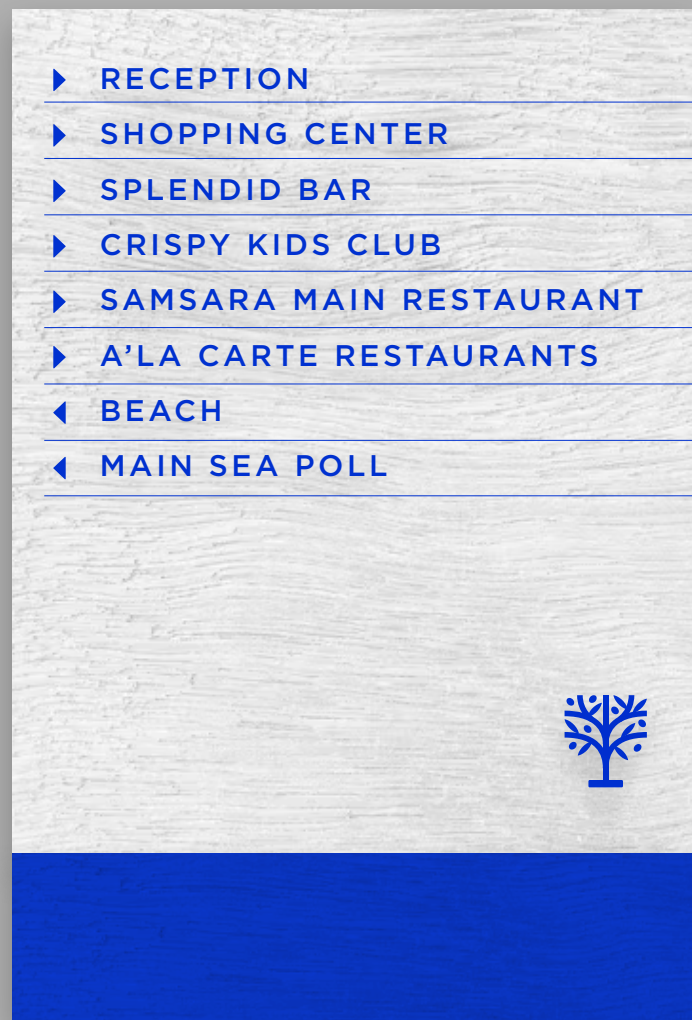 RECEPTION
SHOPPING CENTER
SPLENDID BAR
CRISPY KIDS CLUB
SAMSARA MAIN RESTAURANT
A’LA CARTE RESTAURANTS
BEACH
MAIN SEA POLL